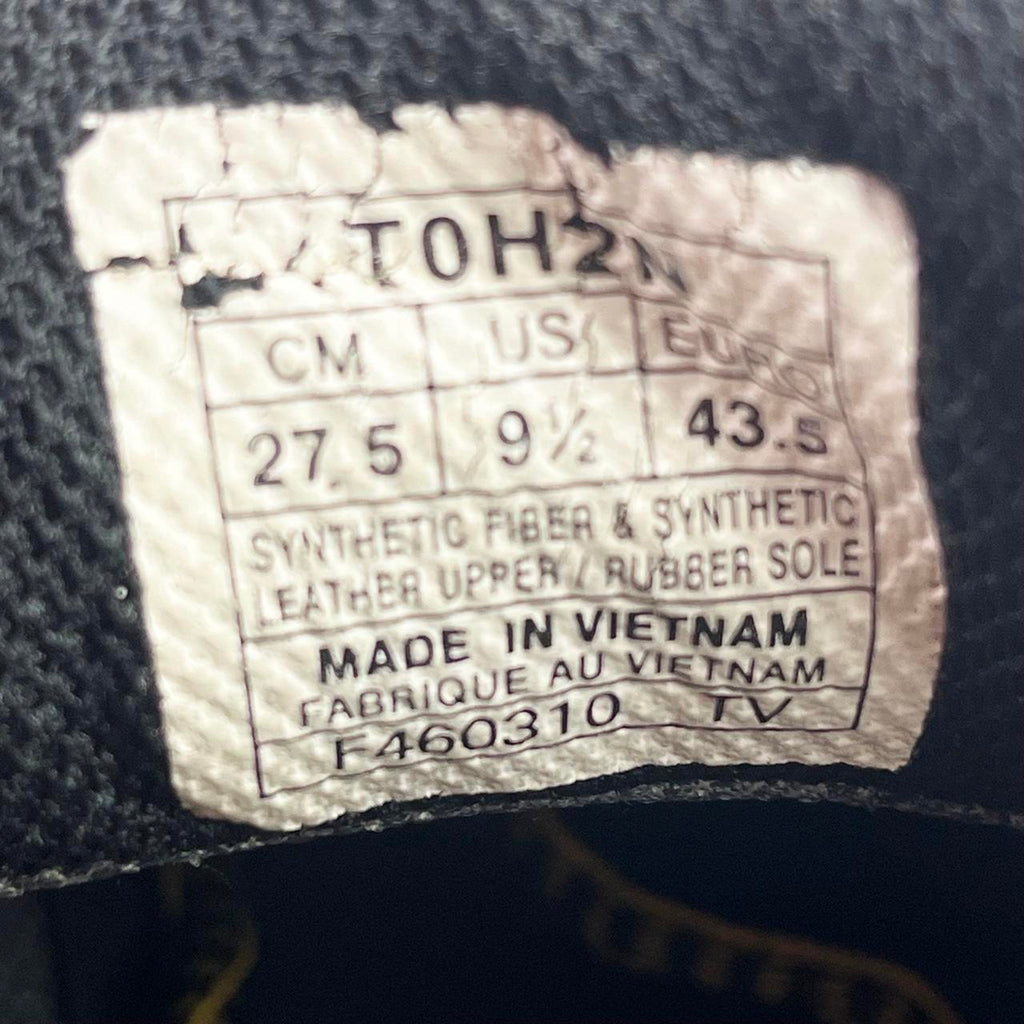 T0H2N
CM US EURO
27.5 9½ 43.5
SYNTHETIC FIBER & SYNTHETIC
LEATHER UPPER / RUBBER SOLE
MADE IN VIETNAM
FABRIQUE AU VIETNAM
F460310 TV